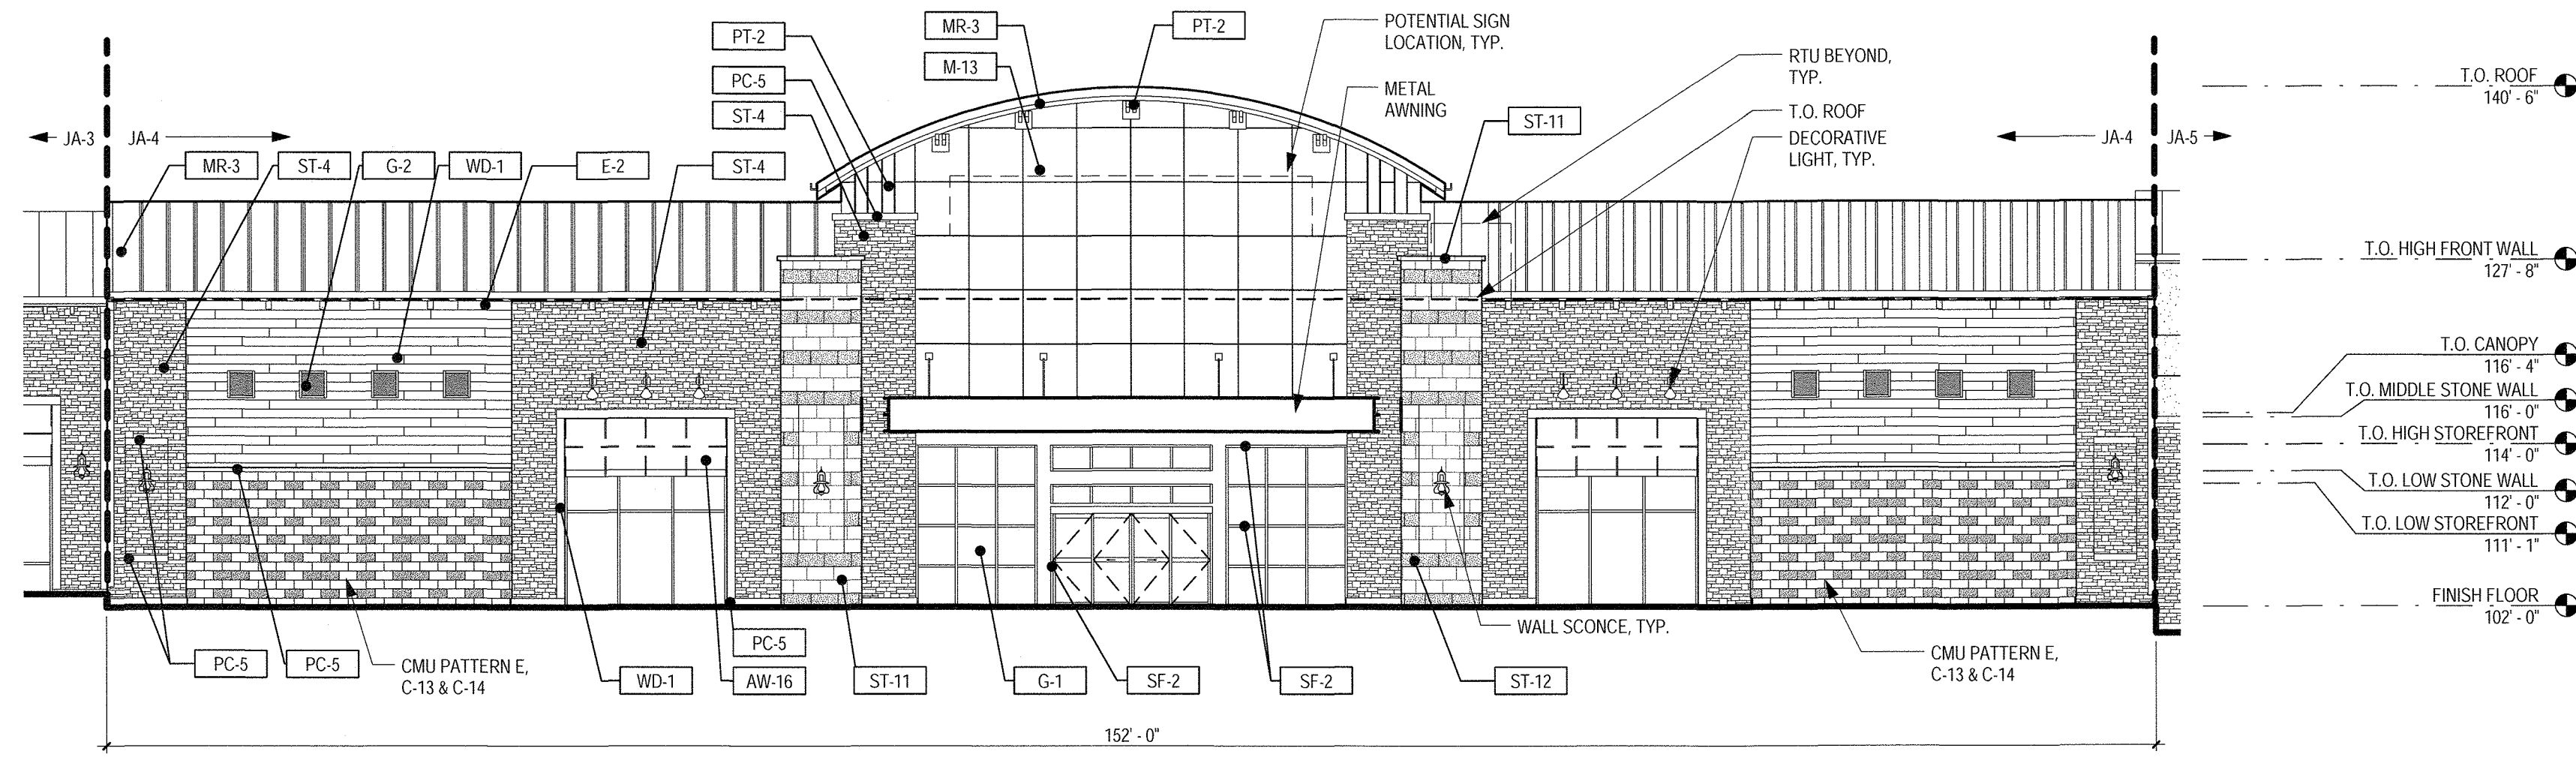 PT-2
MR-3
PT-2
POTENTIAL SIGN
LOCATION, TYP.
M-13
RTU BEYOND,
TYP.
PC-5
METAL
AWNING
ST-4
ST-11
T.O. ROOF
DECORATIVE
LIGHT, TYP.
T.O. ROOF
140' - 6"
JA-3
JA-4
JA-4
JA-5
MR-3
ST-4
G-2
WD-1
E-2
ST-4
T.O. HIGH FRONT WALL
127' - 8"
T.O. CANOPY
116' - 4"
T.O. MIDDLE STONE WALL
116' - 0"
T.O. HIGH STOREFRONT
114' - 0"
T.O. LOW STONE WALL
112' - 0"
T.O. LOW STOREFRONT
111' - 1"
FINISH FLOOR
102' - 0"
PC-5
PC-5
CMU PATTERN E,
C-13 & C-14
WD-1
PC-5
AW-16
ST-11
G-1
SF-2
SF-2
WALL SCONCE, TYP.
ST-12
CMU PATTERN E,
C-13 & C-14
152' - 0"